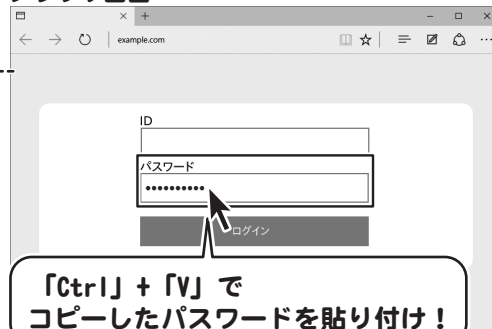 example.com
ID
パスワード
ログイン
「Ctrl」+「V」で
コピーしたパスワードを貼り付け！